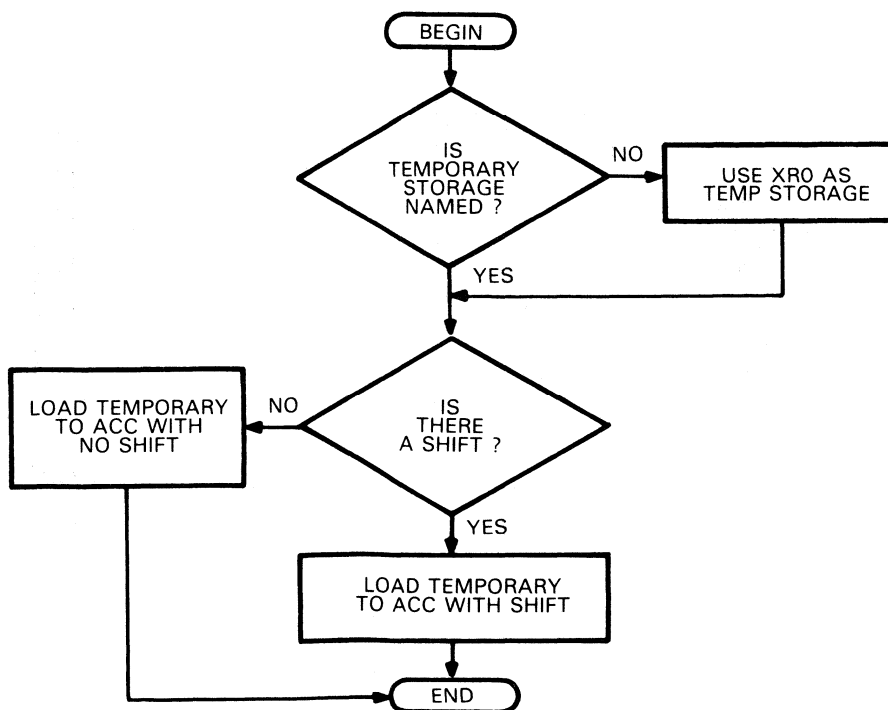 BEGIN
IS
TEMPORARY
STORAGE
NAMED ?
NO
USE XR0 AS
TEMP STORAGE
YES
IS
THERE
A SHIFT ?
NO
LOAD TEMPORARY
TO ACC WITH
NO SHIFT
YES
LOAD TEMPORARY
TO ACC WITH SHIFT
END